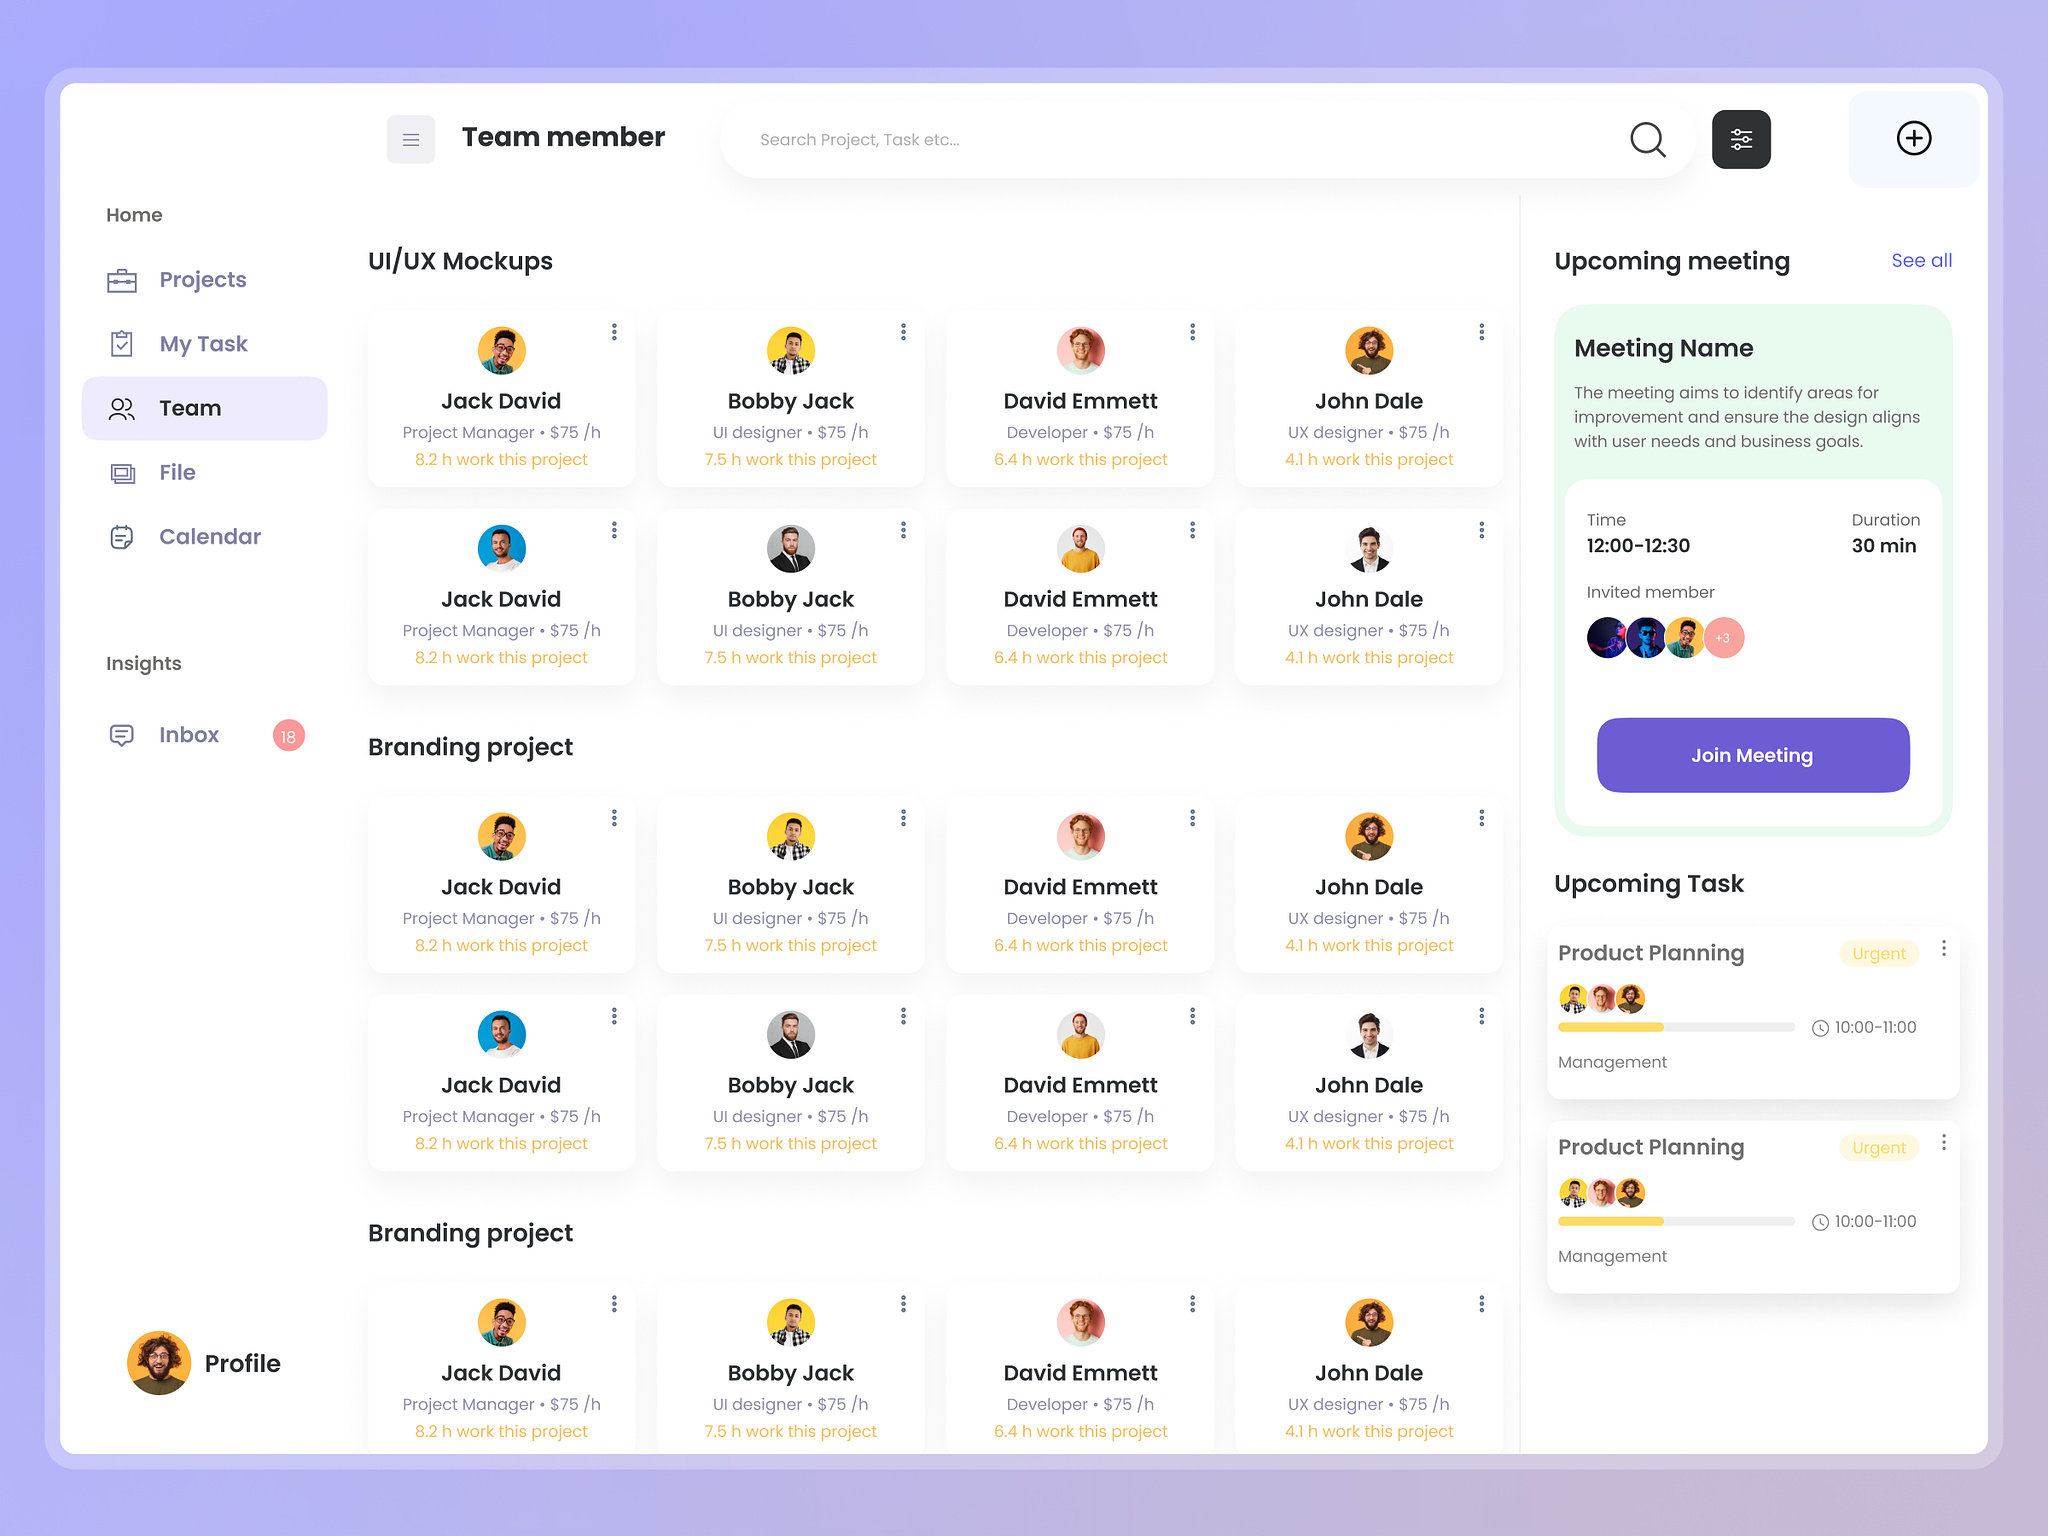 Team member
Search Project, Task etc...
Home
Projects
My Task
Team
File
Calendar
Insights
Inbox
18
Profile
UI/UX Mockups
Jack David
Project Manager • $75 /h
8.2 h work this project
Bobby Jack
UI designer • $75 /h
7.5 h work this project
David Emmett
Developer • $75 /h
6.4 h work this project
John Dale
UX designer • $75 /h
4.1 h work this project
Jack David
Project Manager • $75 /h
8.2 h work this project
Bobby Jack
UI designer • $75 /h
7.5 h work this project
David Emmett
Developer • $75 /h
6.4 h work this project
John Dale
UX designer • $75 /h
4.1 h work this project
Branding project
Jack David
Project Manager • $75 /h
8.2 h work this project
Bobby Jack
UI designer • $75 /h
7.5 h work this project
David Emmett
Developer • $75 /h
6.4 h work this project
John Dale
UX designer • $75 /h
4.1 h work this project
Jack David
Project Manager • $75 /h
8.2 h work this project
Bobby Jack
UI designer • $75 /h
7.5 h work this project
David Emmett
Developer • $75 /h
6.4 h work this project
John Dale
UX designer • $75 /h
4.1 h work this project
Branding project
Jack David
Project Manager • $75 /h
8.2 h work this project
Bobby Jack
UI designer • $75 /h
7.5 h work this project
David Emmett
Developer • $75 /h
6.4 h work this project
John Dale
UX designer • $75 /h
4.1 h work this project
Upcoming meeting
See all
Meeting Name
The meeting aims to identify areas for
improvement and ensure the design aligns
with user needs and business goals.
Time
12:00-12:30
Duration
30 min
Invited member
+3
Join Meeting
Upcoming Task
Product Planning
Urgent
10:00-11:00
Management
Product Planning
Urgent
10:00-11:00
Management